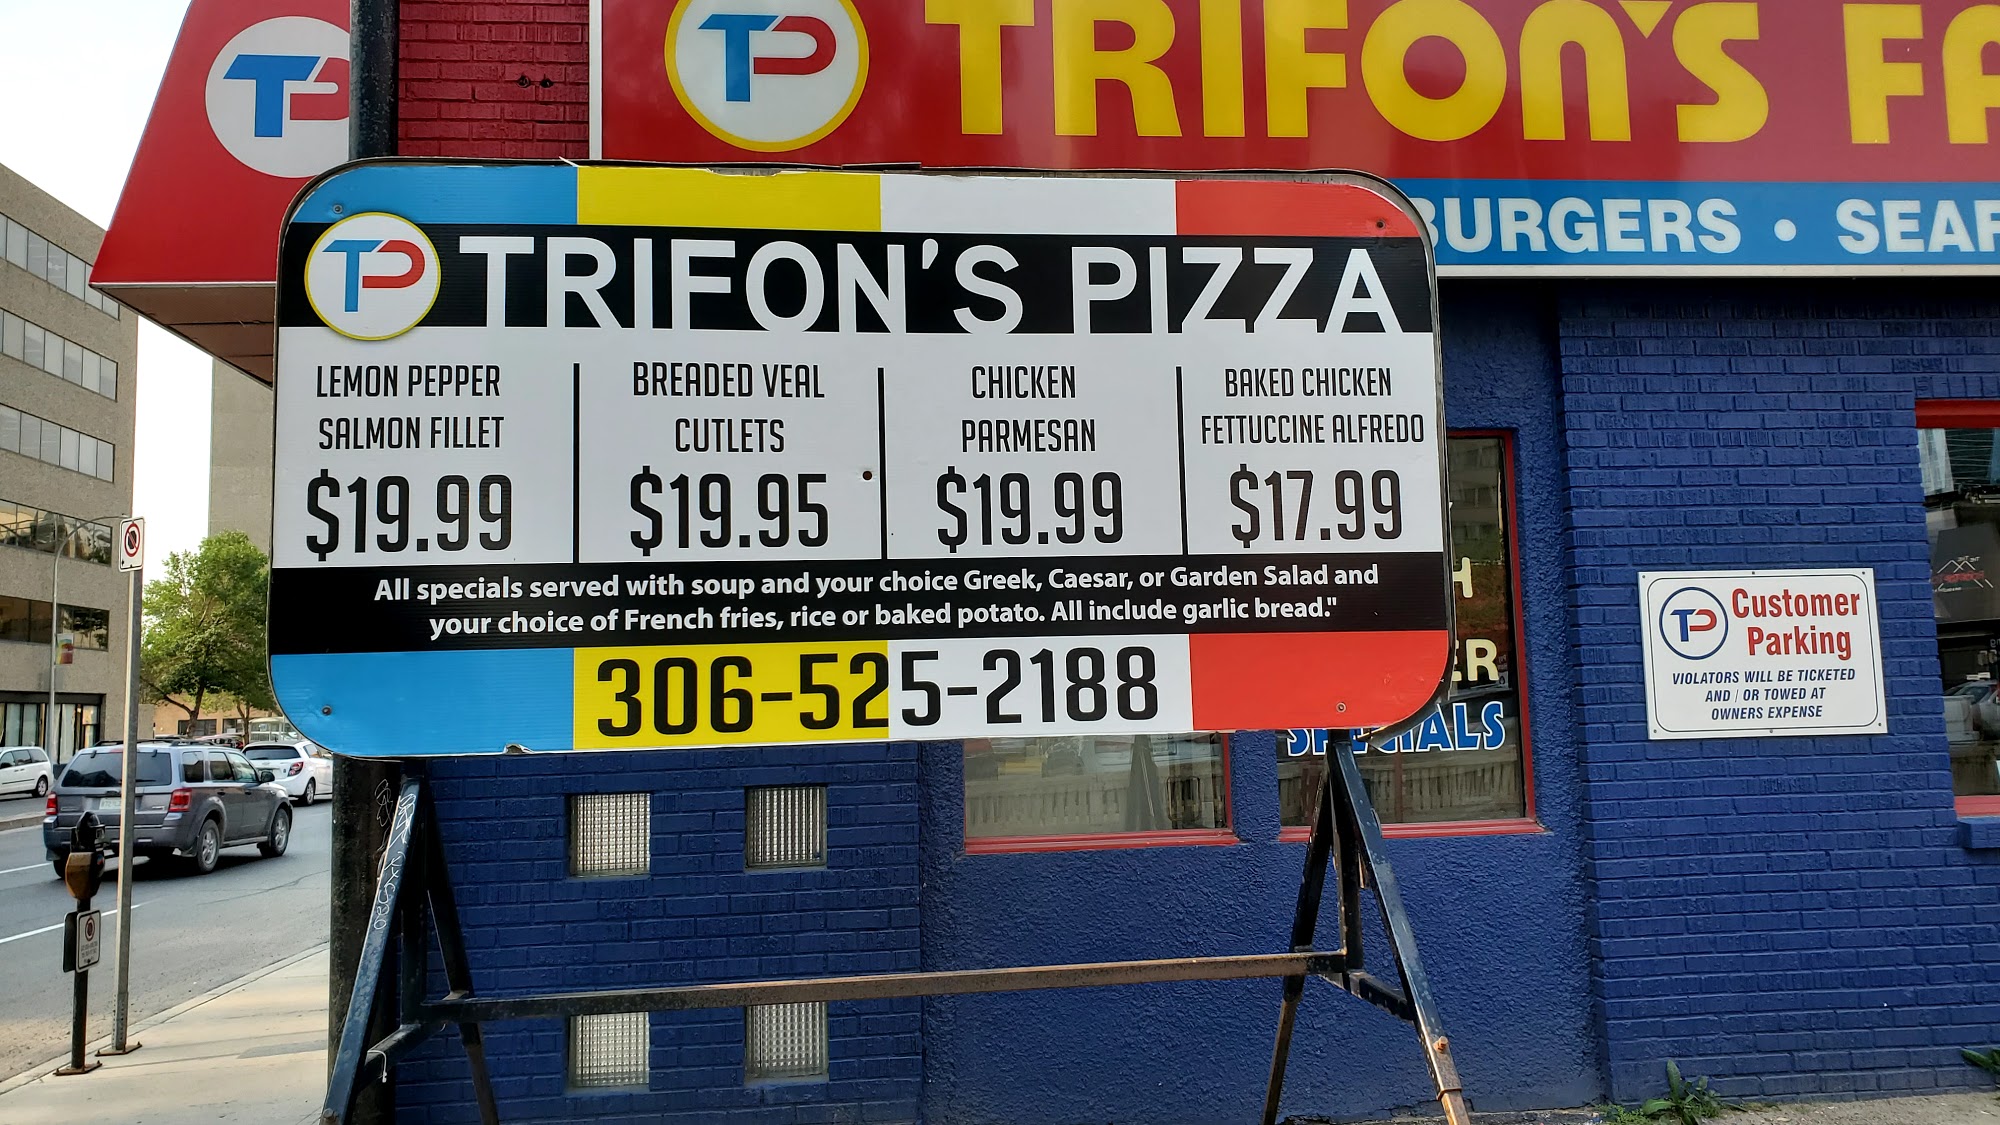 TP
TP
TRIFON'S FA
BURGERS • SEAF
TP
TRIFON'S PIZZA
LEMON PEPPER
SALMON FILLET
$19.99
BREADED VEAL
CUTLETS
$19.95
CHICKEN
PARMESAN
$19.99
BAKED CHICKEN
FETTUCCINE ALFREDO
$17.99
All specials served with soup and your choice Greek, Caesar, or Garden Salad and
your choice of French fries, rice or baked potato. All include garlic bread."
306-525-2188
H
ER
SPECIALS
TP
Customer
Parking
VIOLATORS WILL BE TICKETED
AND / OR TOWED AT
OWNERS EXPENSE